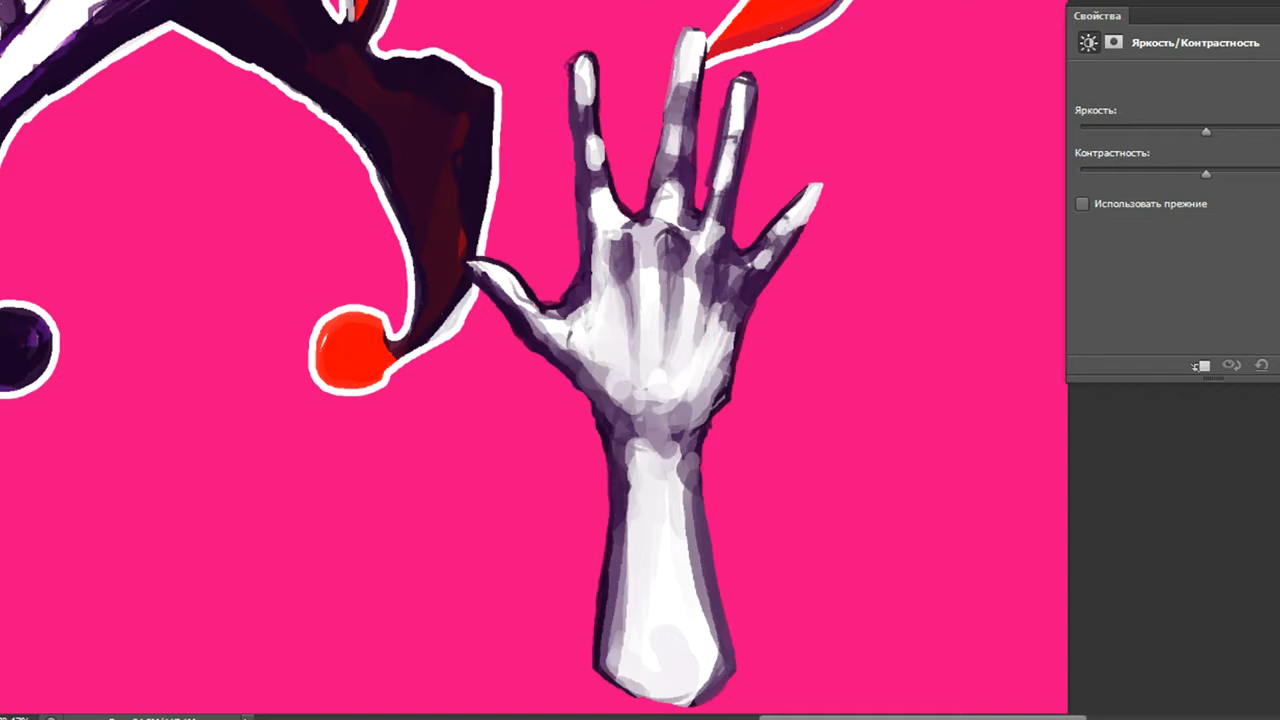 Свойства
Яркость/Контрастность
Яркость:
Контрастность:
Использовать прежние